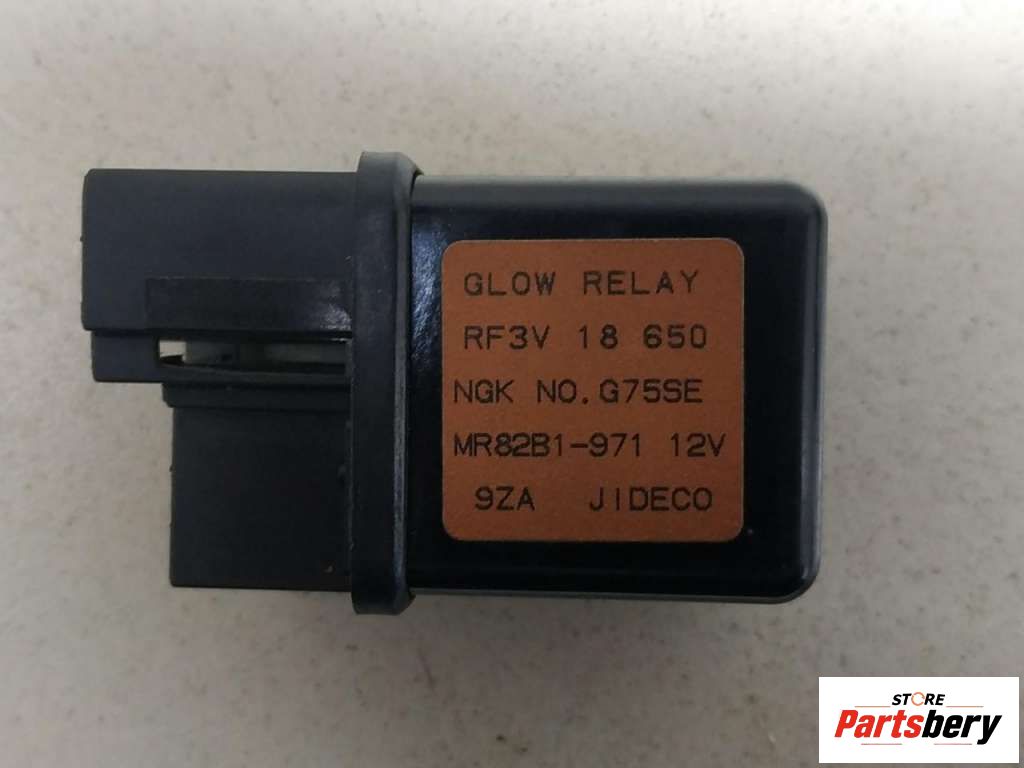 GLOW RELAY
RF3V 18 650
NGK NO.G75SE
MR82B1-971 12V
9ZA JIDECO
STORE
Partsbery